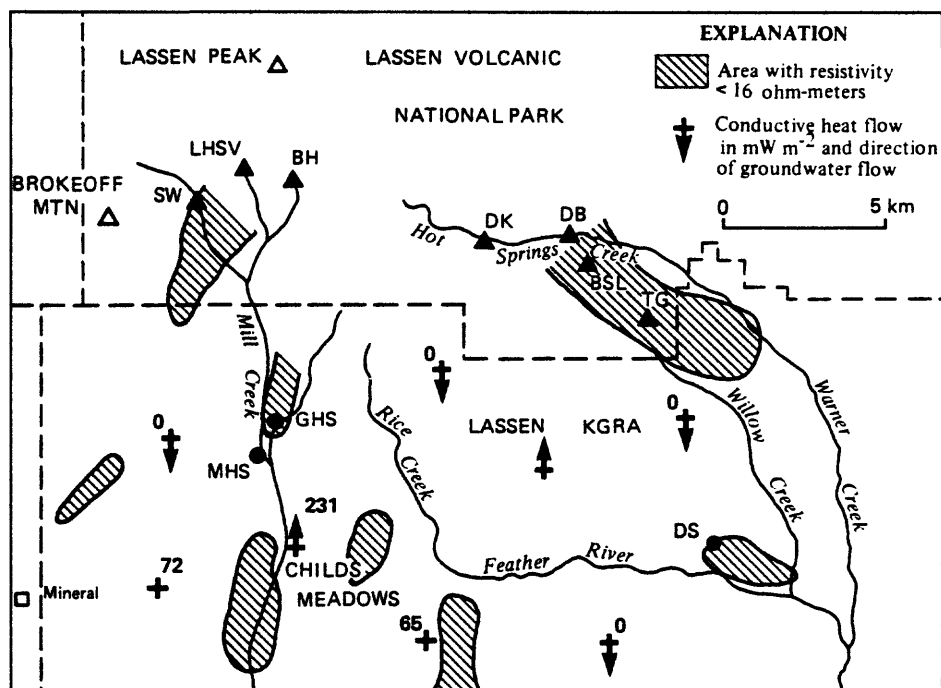 EXPLANATION
Area with resistivity
< 16 ohm-meters
Conductive heat flow
in mW m⁻² and direction
of groundwater flow
0 5 km
LASSEN PEAK
LASSEN VOLCANIC
NATIONAL PARK
LHSV
BH
SW
BROKEOFF
MTN
DK
DB
Hot
Springs
Creek
BSL
TG
Mill
Creek
0
Rice
Creek
LASSEN KGRA
0
Willow
Creek
Warner
Creek
GHS
0
MHS
231
CHILDS
MEADOWS
72
Mineral
DS
Feather River
65
0